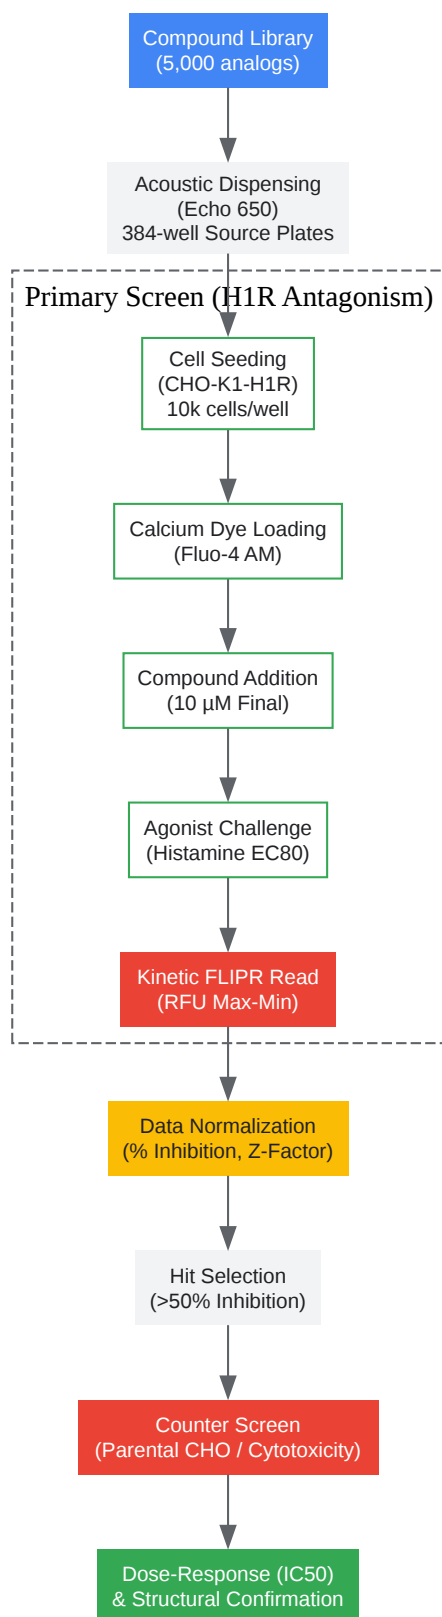 Compound Library
(5,000 analogs)
Acoustic Dispensing
(Echo 650)
384-well Source Plates
Primary Screen (H1R Antagonism)
Cell Seeding
(CHO-K1-H1R)
10k cells/well
Calcium Dye Loading
(Fluo-4 AM)
Compound Addition
(10 µM Final)
Agonist Challenge
(Histamine EC80)
Kinetic FLIPR Read
(RFU Max-Min)
Data Normalization
(% Inhibition, Z-Factor)
Hit Selection
(>50% Inhibition)
Counter Screen
(Parental CHO / Cytotoxicity)
Dose-Response (IC50)
& Structural Confirmation